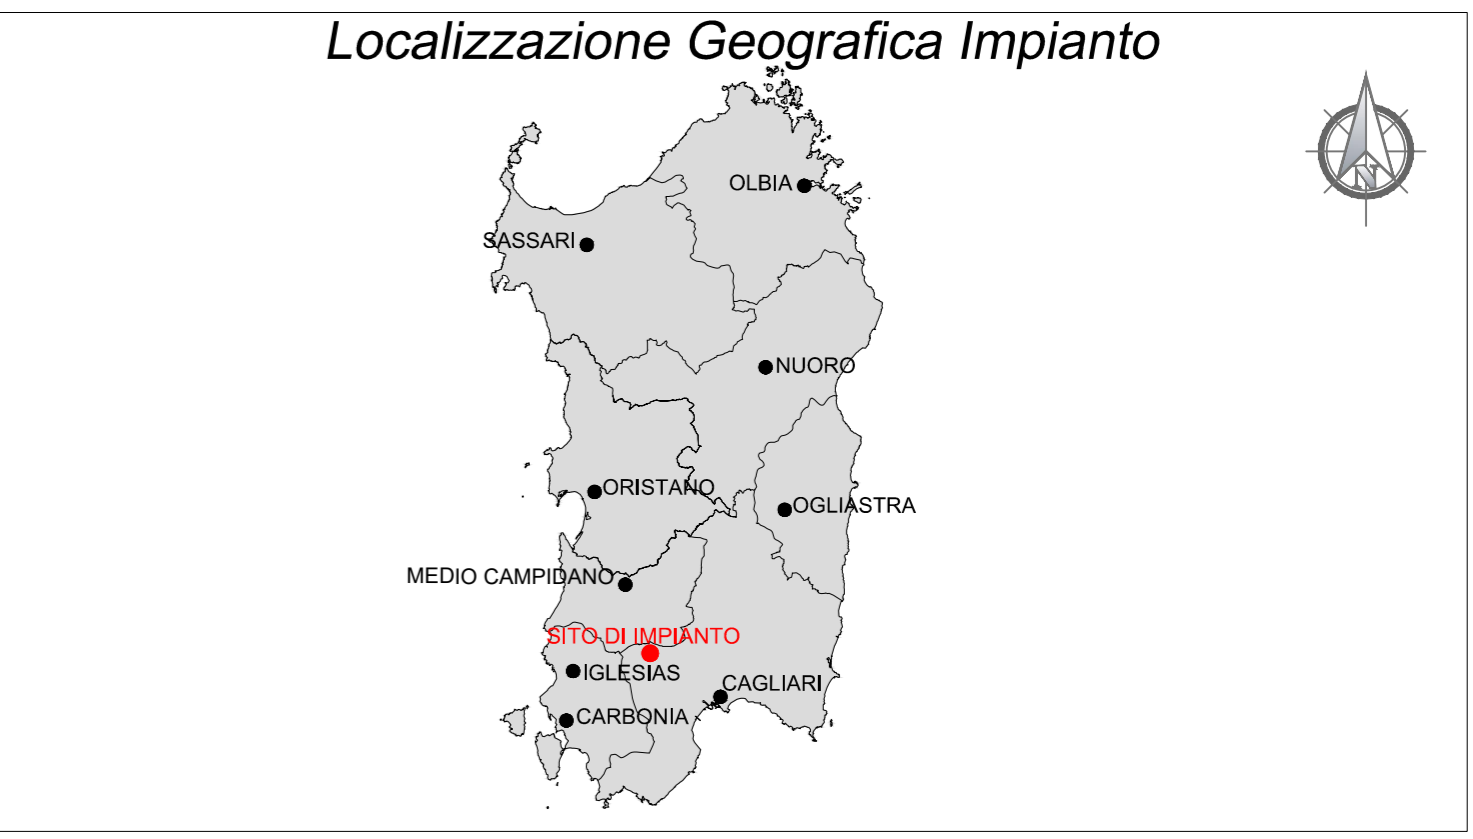 Localizzazione Geografica Impianto
N
OLBIA
SASSARI
NUORO
ORISTANO
OGLIASTRA
MEDIO CAMPIDANO
SITO DI IMPIANTO
IGLESIAS
CAGLIARI
CARBONIA